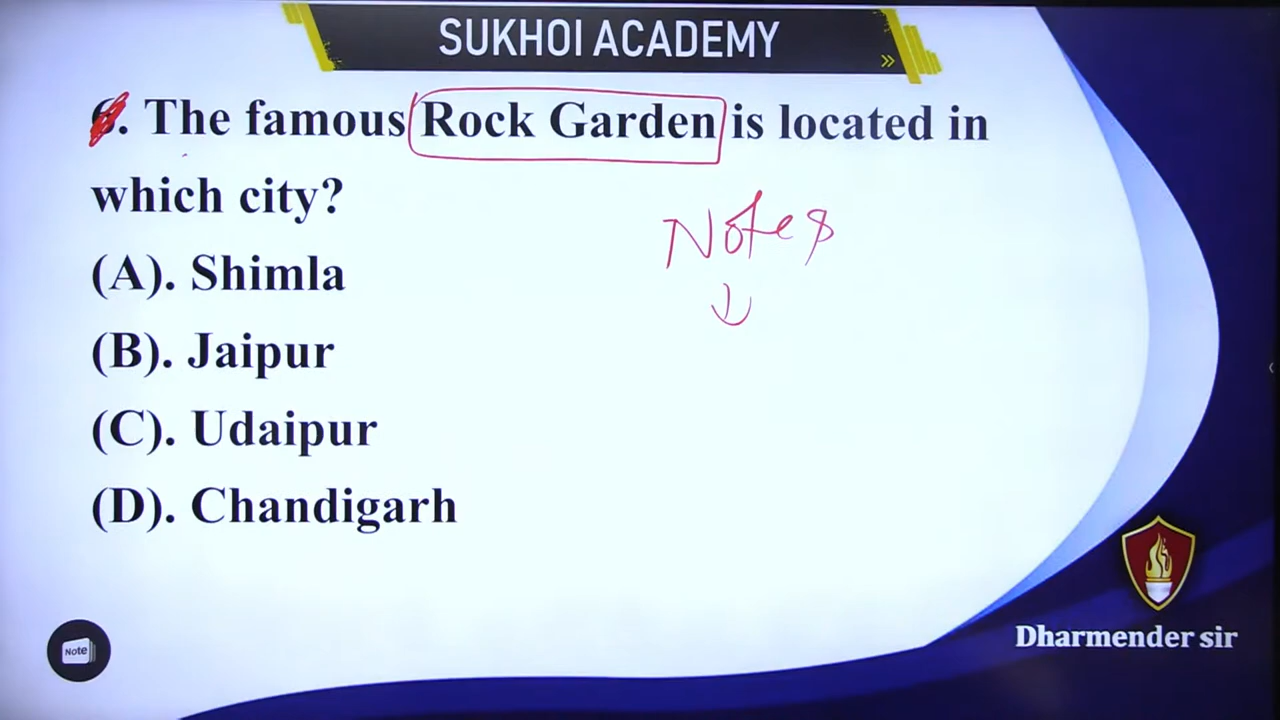 SUKHOI ACADEMY
6. The famous Rock Garden is located in
which city?
Notes
(A). Shimla
(B). Jaipur
(C). Udaipur
(D). Chandigarh
Note
Dharmender sir